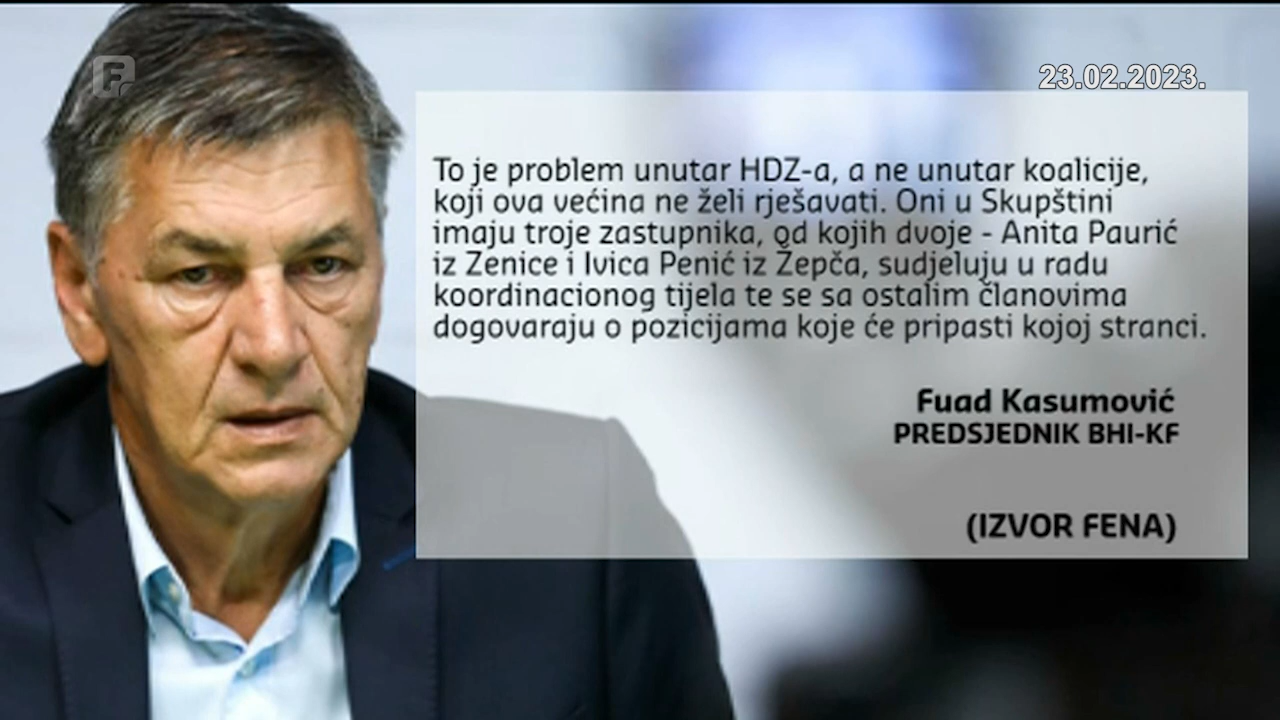 F
23.02.2023.
To je problem unutar HDZ-a, a ne unutar koalicije,
koji ova većina ne želi rješavati. Oni u Skupštini
imaju troje zastupnika, od kojih dvoje - Anita Paurić
iz Zenice i Ivica Penić iz Žepča, sudjeluju u radu
koordinacionog tijela te se sa ostalim članovima
dogovaraju o pozicijama koje će pripasti kojoj stranci.
Fuad Kasumović
PREDSJEDNIK BHI-KF
(IZVOR FENA)